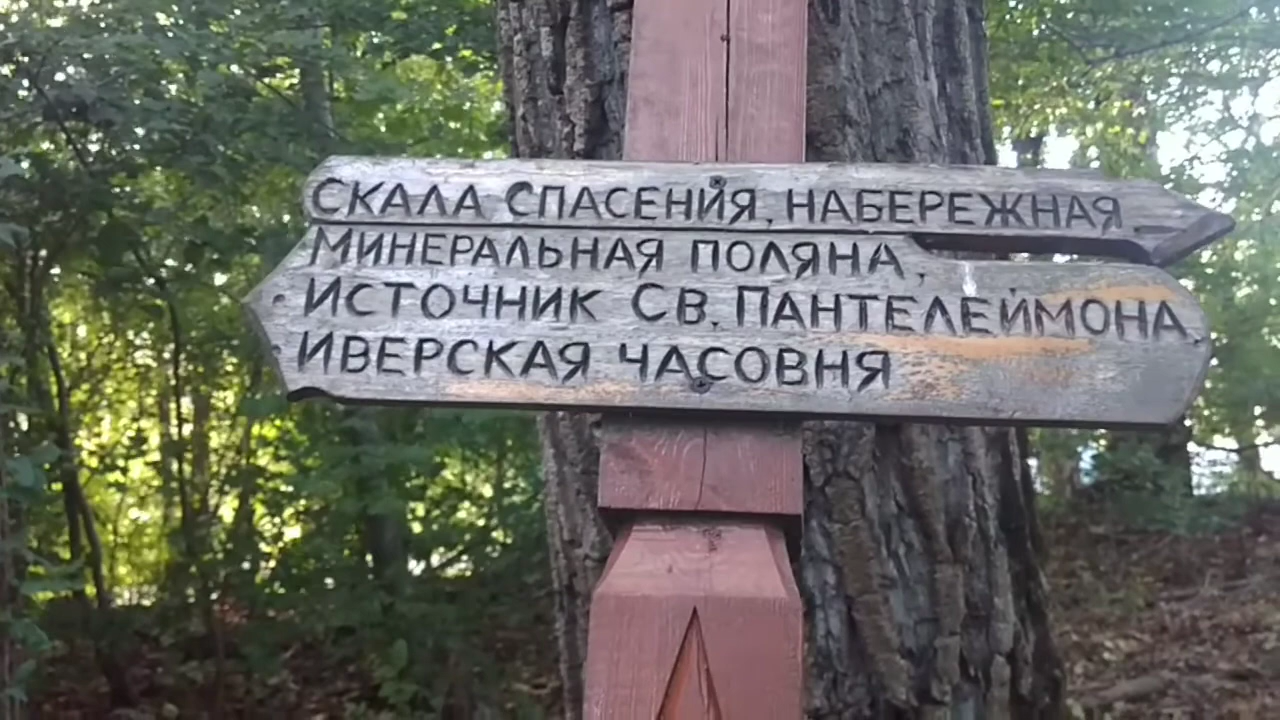 СКАЛА СПАСЕНИЯ, НАБЕРЕЖНАЯ
МИНЕРАЛЬНАЯ ПОЛЯНА,
ИСТОЧНИК СВ. ПАНТЕЛЕЙМОНА,
ИВЕРСКАЯ ЧАСОВНЯ